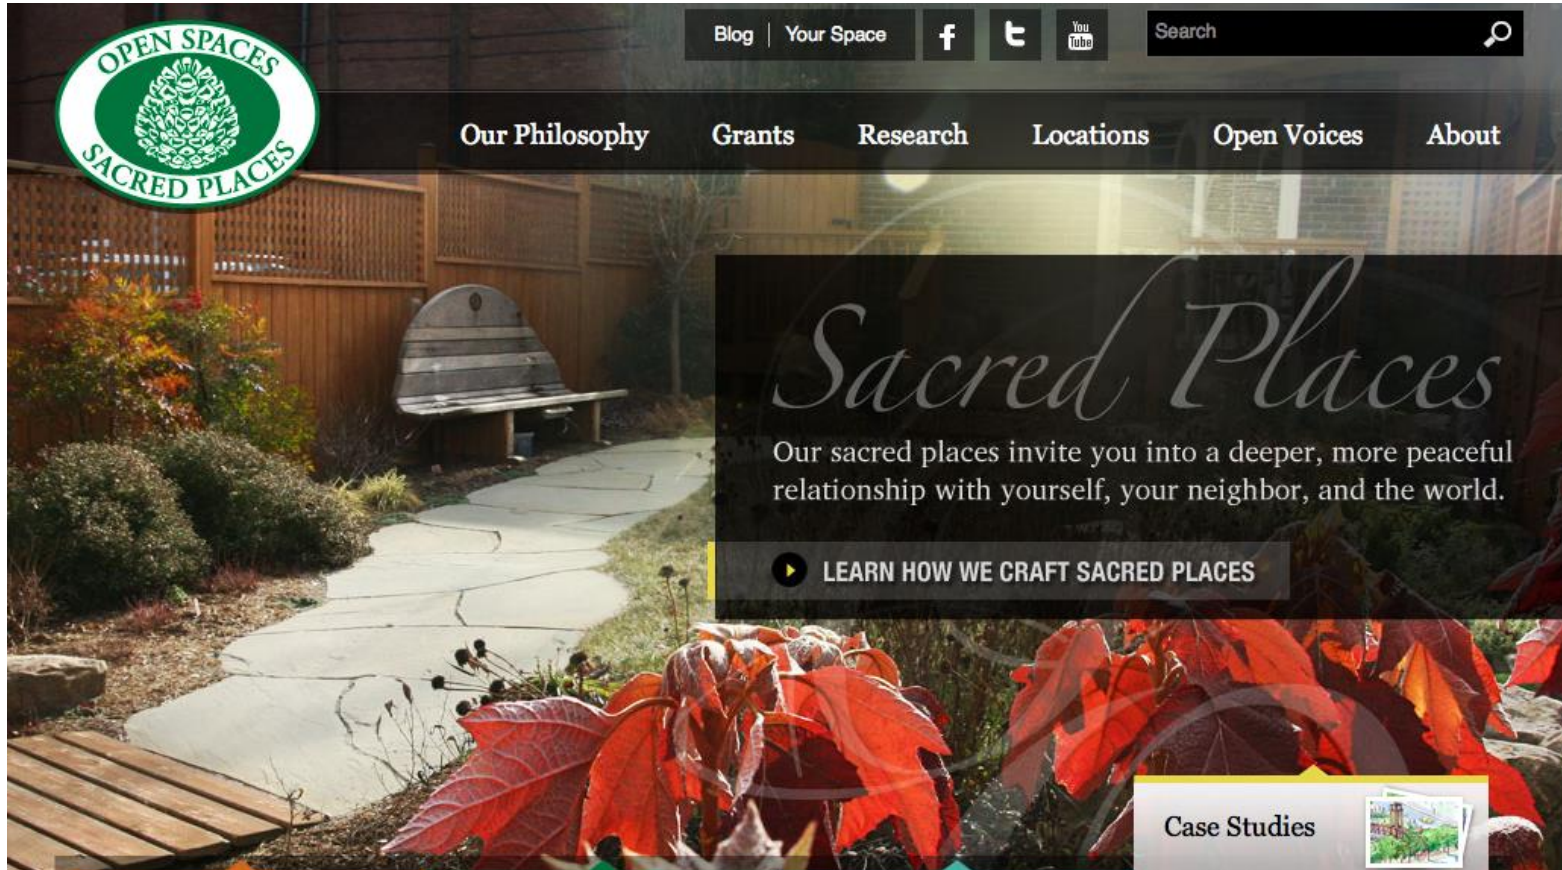 OPEN SPACES
SACRED PLACES
Blog | Your Space
f
t
You
Tube
Search
Our Philosophy
Grants
Research
Locations
Open Voices
About
Sacred Places
Our sacred places invite you into a deeper, more peaceful
relationship with yourself, your neighbor, and the world.
LEARN HOW WE CRAFT SACRED PLACES
Case Studies